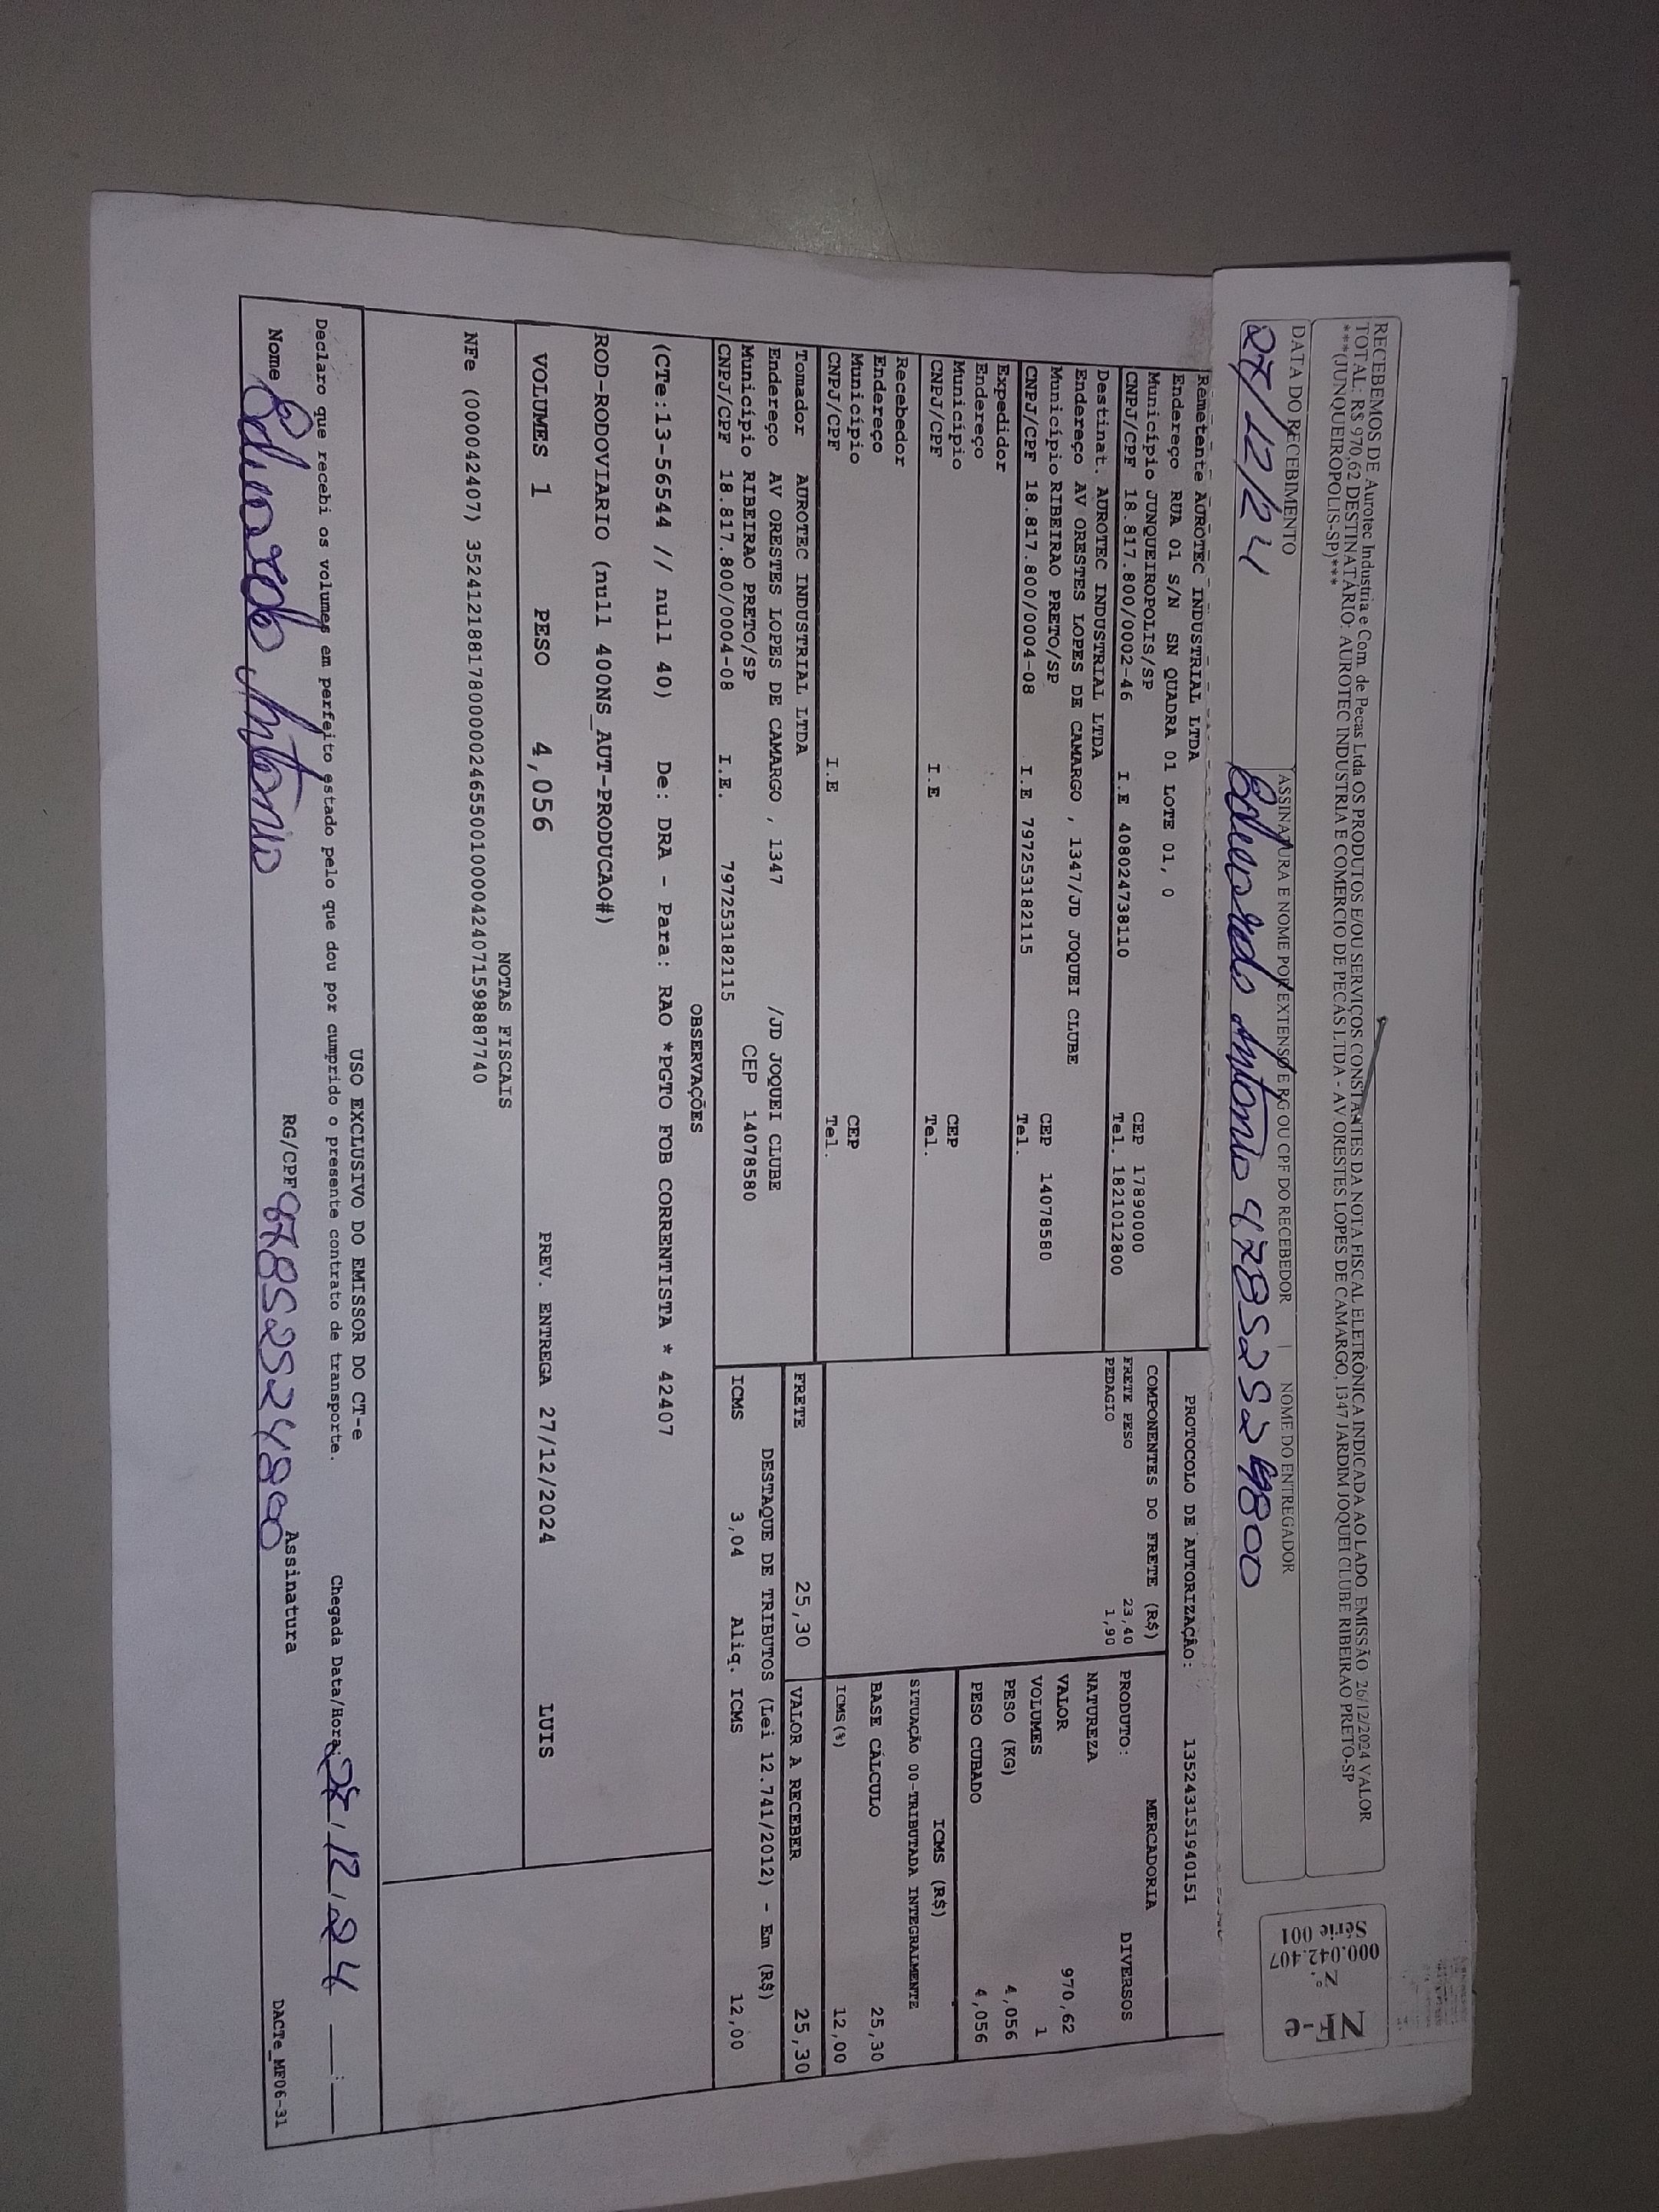 RECEBEMOS DE Aurotec Industria e Com. de Pecas Ltda OS PRODUTOS E/OU SERVIÇOS CONSTANTES DA NOTA FISCAL ELETRÔNICA INDICADA AO LADO. EMISSÃO 26/12/2024 VALOR
TOTAL: R$ 970,62 DESTINATÁRIO: AUROTEC INDUSTRIA E COMERCIO DE PECAS LTDA - AV ORESTES LOPES DE CAMARGO, 1347 JARDIM JOQUEI CLUBE RIBEIRAO PRETO-SP
***(JUNQUEIROPOLIS-SP)***
DATA DO RECEBIMENTO ASSINATURA E NOME POR EXTENSO E RG OU CPF DO RECEBEDOR NOME DO ENTREGADOR
27/12/24 Eduardo Antonio 47852524800
NF-e
N.º
000.042.407
Série 001
PROTOCOLO DE AUTORIZAÇÃO: 135243151940151
Remetente AUROTEC INDUSTRIAL LTDA
Endereço RUA 01 S/N SN QUADRA 01 LOTE 01, 0
Município JUNQUEIROPOLIS/SP CEP 17890000
CNPJ/CPF 18.817.800/0002-46 I.E 408024738110 Tel. 1821012800
Destinat. AUROTEC INDUSTRIAL LTDA
Endereço AV ORESTES LOPES DE CAMARGO , 1347/JD JOQUEI CLUBE
Município RIBEIRAO PRETO/SP CEP 14078580
CNPJ/CPF 18.817.800/0004-08 I.E 797253182115 Tel.
Expedidor
Endereço
Município CEP
CNPJ/CPF I.E Tel.
Recebedor
Endereço
Município CEP
CNPJ/CPF I.E Tel.
Tomador AUROTEC INDUSTRIAL LTDA
Endereço AV ORESTES LOPES DE CAMARGO , 1347 /JD JOQUEI CLUBE
Município RIBEIRAO PRETO/SP CEP 14078580
CNPJ/CPF 18.817.800/0004-08 I.E. 797253182115
COMPONENTES DO FRETE (R$)
FRETE PESO 23,40
PEDAGIO 1,90
MERCADORIA
PRODUTO: DIVERSOS
NATUREZA
VALOR 970,62
VOLUMES 1
PESO (KG) 4,056
PESO CUBADO 4,056
ICMS (R$)
SITUAÇÃO 00-TRIBUTADA INTEGRALMENTE
BASE CÁLCULO 25,30
ICMS(%) 12,00
FRETE 25,30 VALOR A RECEBER 25,30
DESTAQUE DE TRIBUTOS (Lei 12.741/2012) - Em (R$)
ICMS 3,04 Aliq. ICMS 12,00
OBSERVAÇÕES
(CTe:13-56544 // null 40) De: DRA - Para: RAO *PGTO FOB CORRENTISTA * 42407
ROD-RODOVIARIO (null 400NS_AUT-PRODUCAO#)
VOLUMES 1 PESO 4,056 PREV. ENTREGA 27/12/2024 LUIS
NOTAS FISCAIS
NFe (000042407) 35241218817800000246550010000424071598887740
USO EXCLUSIVO DO EMISSOR DO CT-e
Declaro que recebi os volumes em perfeito estado pelo que dou por cumprido o presente contrato de transporte. Chegada Data/Hora: 27/12/24 __:__
Nome Eduardo Antonio RG/CPF 47852524800 Assinatura
DACTe_MF06-31